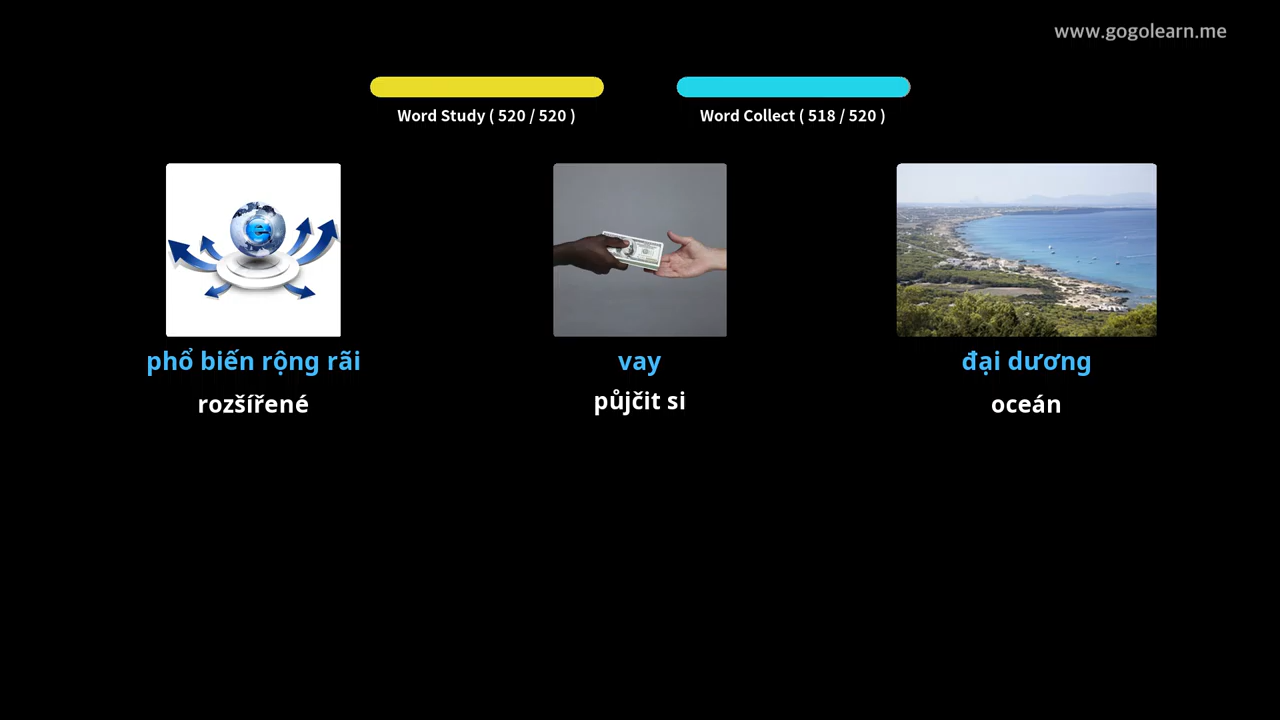 www.gogolearn.me
Word Study ( 520 / 520 )
Word Collect ( 518 / 520 )
phổ biến rộng rãi
vay
đại dương
rozšířené
půjčit si
oceán